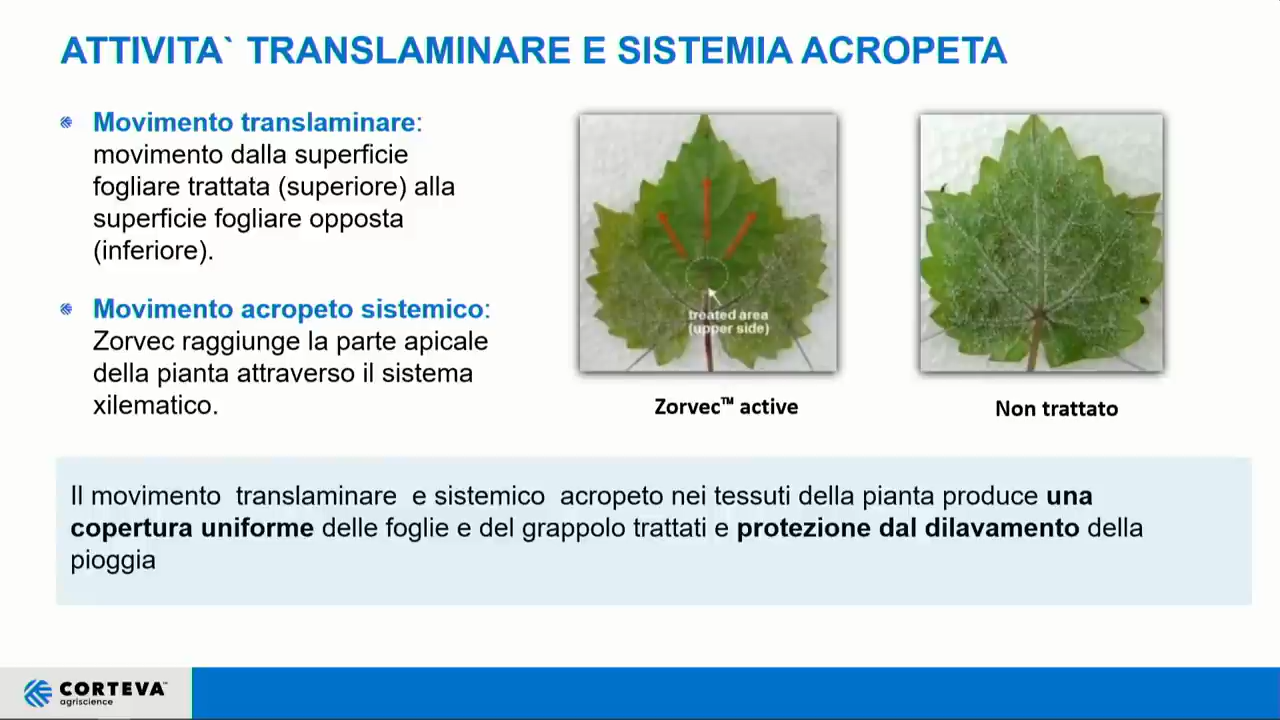 ATTIVITA` TRANSLAMINARE E SISTEMIA ACROPETA
Movimento translaminare:
movimento dalla superficie
fogliare trattata (superiore) alla
superficie fogliare opposta
(inferiore).
Movimento acropeto sistemico:
Zorvec raggiunge la parte apicale
della pianta attraverso il sistema
xilematico.
treated area
(upper side)
Zorvec™ active
Non trattato
Il movimento translaminare e sistemico acropeto nei tessuti della pianta produce una
copertura uniforme delle foglie e del grappolo trattati e protezione dal dilavamento della
pioggia
CORTEVA™
agriscience